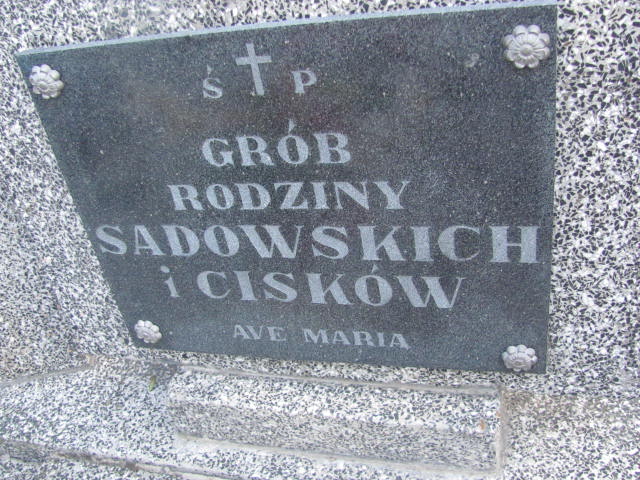 Ś P
GRÓB
RODZINY
SADOWSKICH
i CISKÓW
AVE MARIA